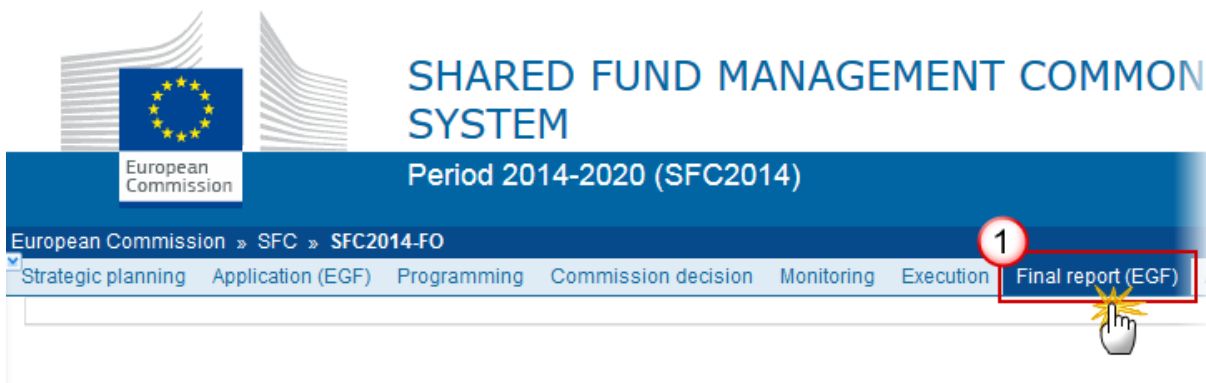 SHARED FUND MANAGEMENT COMMON
SYSTEM
European
Commission
Period 2014-2020 (SFC2014)
European Commission » SFC » SFC2014-FO
1
Strategic planning Application (EGF) Programming Commission decision Monitoring Execution Final report (EGF)